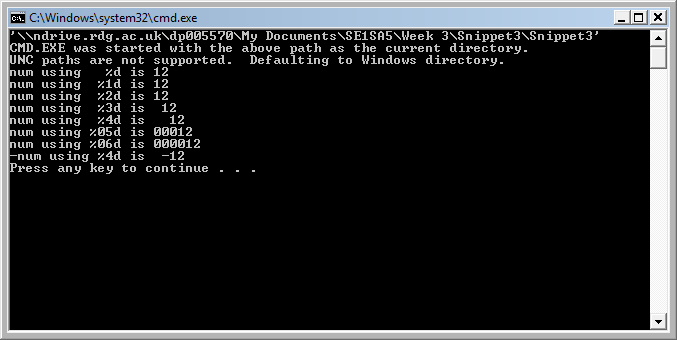 C:\Windows\system32\cmd.exe
'\\ndrive.rdg.ac.uk\dp005570\My Documents\SE1SA5\Week 3\Snippet3\Snippet3'
CMD.EXE was started with the above path as the current directory.
UNC paths are not supported.  Defaulting to Windows directory.
num using   %d is 12
num using  %1d is 12
num using  %2d is 12
num using  %3d is  12
num using  %4d is   12
num using %05d is 00012
num using %06d is 000012
-num using %4d is  -12
Press any key to continue . . .